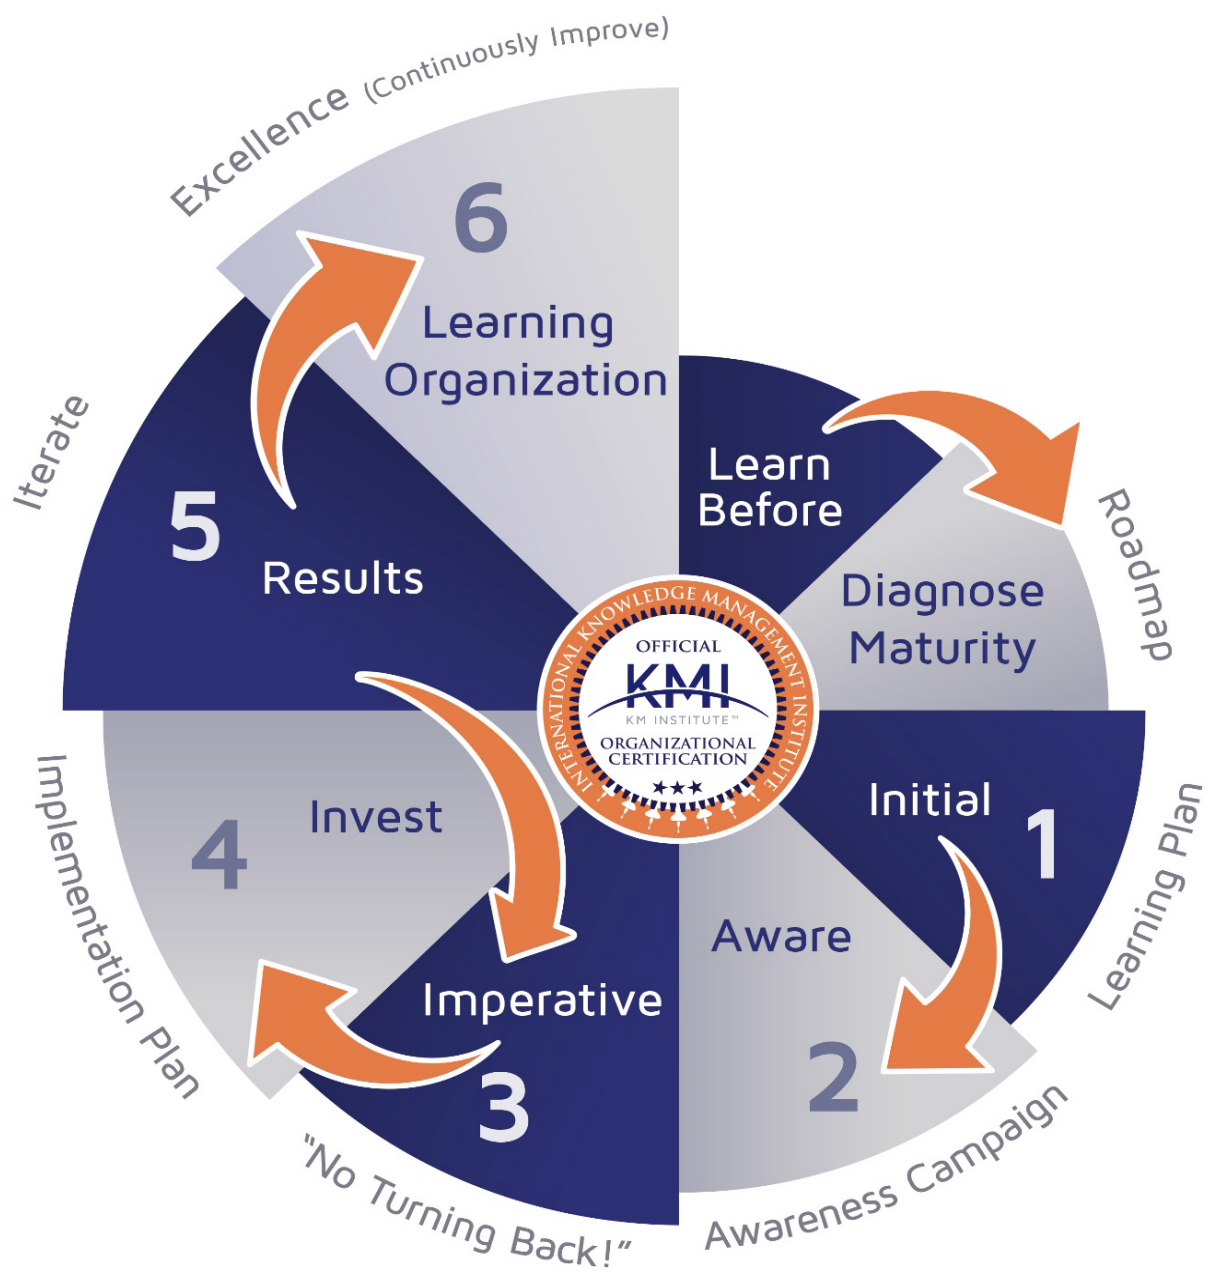 Learn
Before
Diagnose
Maturity
Roadmap
Initial
1
Learning Plan
Aware
2
Awareness Campaign
Imperative
3
"No Turning Back!"
Invest
4
Implementation Plan
5
Results
Iterate
6
Learning
Organization
Excellence (Continuously Improve)
INTERNATIONAL KNOWLEDGE MANAGEMENT INSTITUTE
OFFICIAL
KMI
KM INSTITUTE™
ORGANIZATIONAL
CERTIFICATION